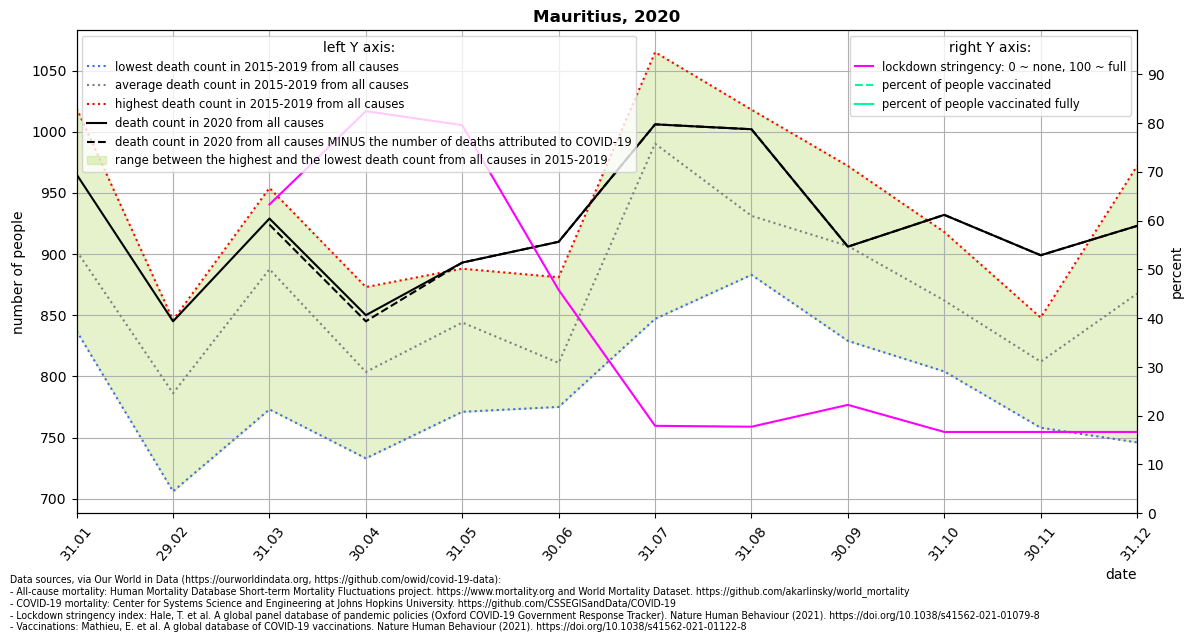 Mauritius, 2020
left Y axis:
lowest death count in 2015-2019 from all causes
average death count in 2015-2019 from all causes
highest death count in 2015-2019 from all causes
death count in 2020 from all causes
death count in 2020 from all causes MINUS the number of deaths attributed to COVID-19
range between the highest and the lowest death count from all causes in 2015-2019
right Y axis:
lockdown stringency: 0 ~ none, 100 ~ full
percent of people vaccinated
percent of people vaccinated fully
number of people
1050
1000
950
900
850
800
750
700
percent
90
80
70
60
50
40
30
20
10
0
31.01
29.02
31.03
30.04
31.05
30.06
31.07
31.08
30.09
31.10
30.11
31.12
date
Data sources, via Our World in Data (https://ourworldindata.org, https://github.com/owid/covid-19-data):
- All-cause mortality: Human Mortality Database Short-term Mortality Fluctuations project. https://www.mortality.org and World Mortality Dataset. https://github.com/akarlinsky/world_mortality
- COVID-19 mortality: Center for Systems Science and Engineering at Johns Hopkins University. https://github.com/CSSEGISandData/COVID-19
- Lockdown stringency index: Hale, T. et al. A global panel database of pandemic policies (Oxford COVID-19 Government Response Tracker). Nature Human Behaviour (2021). https://doi.org/10.1038/s41562-021-01079-8
- Vaccinations: Mathieu, E. et al. A global database of COVID-19 vaccinations. Nature Human Behaviour (2021). https://doi.org/10.1038/s41562-021-01122-8